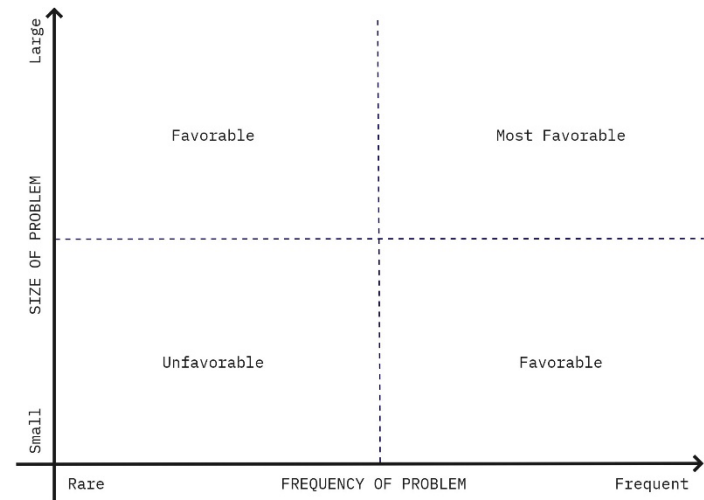 Large
Favorable
Most Favorable
SIZE OF PROBLEM
Unfavorable
Favorable
Small
Rare
FREQUENCY OF PROBLEM
Frequent